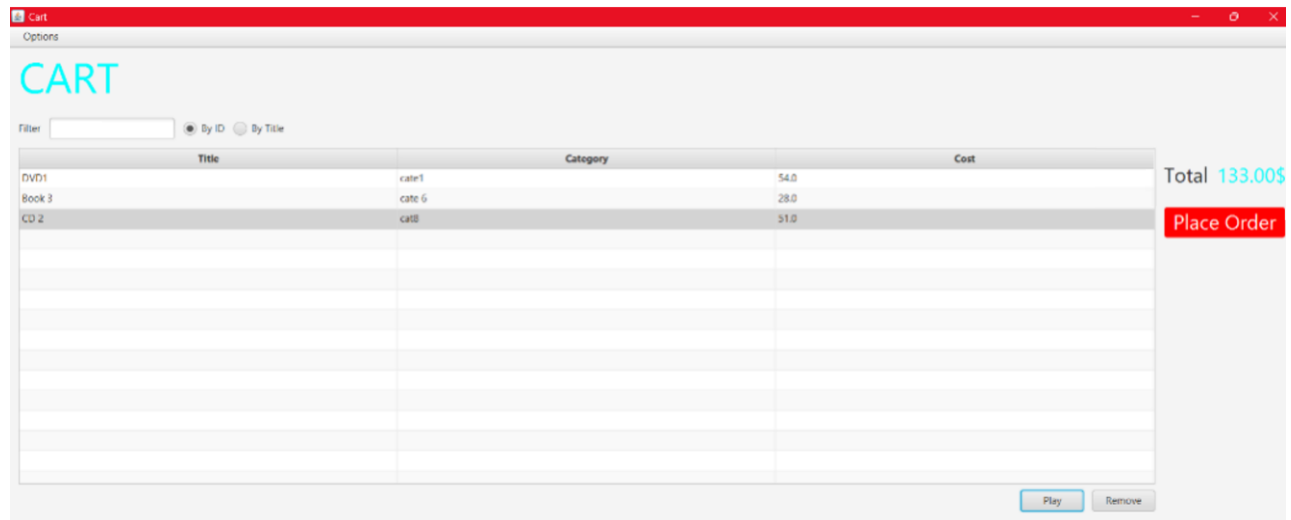 Cart
Options
CART
Filter By ID By Title
Title Category Cost
DVD1 cate1 54.0
Book 3 cate 6 28.0
CD 2 cat8 51.0
Total 133.00$
Place Order
Play Remove